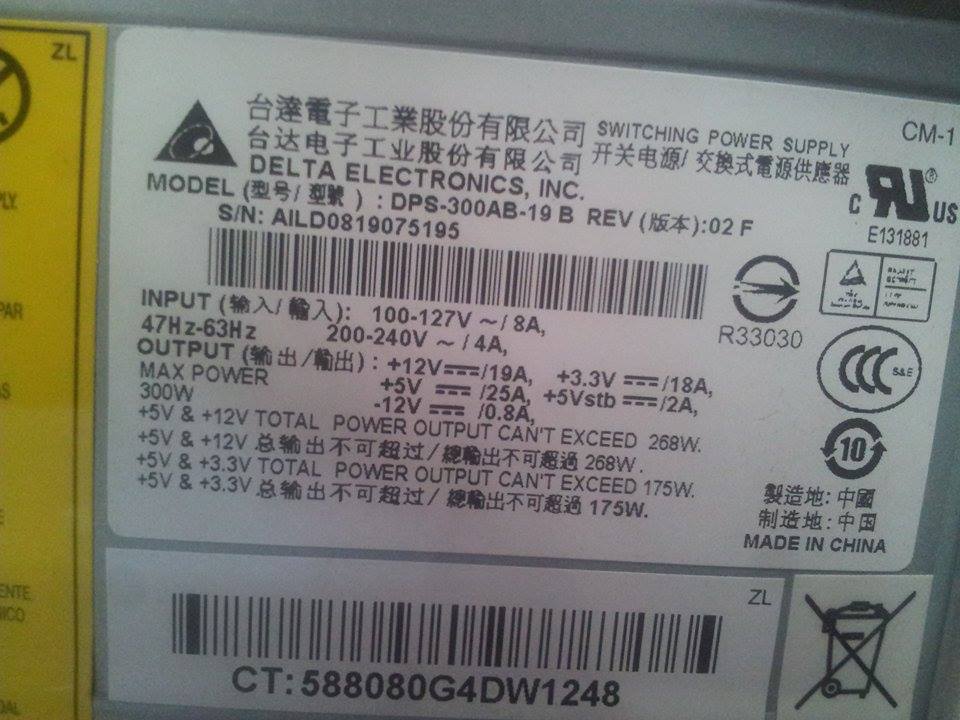 ZL
PLY.
PAR
AS
E
ENTE.
NICO
DAL
CM-1
台達電子工業股份有限公司 SWITCHING POWER SUPPLY
台达电子工业股份有限公司 开关电源/ 交換式電源供應器
DELTA ELECTRONICS, INC.
MODEL (型号/ 型號 ) : DPS-300AB-19 B REV (版本):02 F
S/N: AILD0819075195
C US
E131881
R33030
INPUT (输入/ 輸入): 100-127V ~/ 8A,
47Hz-63Hz 200-240V ~ / 4A,
OUTPUT (输出/輸出) : +12V⎓/19A, +3.3V ⎓/18A,
MAX POWER +5V ⎓/25A, +5Vstb ⎓/2A,
300W -12V ⎓/0.8A,
+5V & +12V TOTAL POWER OUTPUT CAN'T EXCEED 268W.
+5V & +12V 总输出不可超过/ 總輸出不可超過 268W .
+5V & +3.3V TOTAL POWER OUTPUT CAN'T EXCEED 175W.
+5V & +3.3V 总输出不可超过/ 總輸出不可超過 175W.
CCC S&E
10
製造地: 中國
制造地: 中国
MADE IN CHINA
ZL
CT: 588080G4DW1248